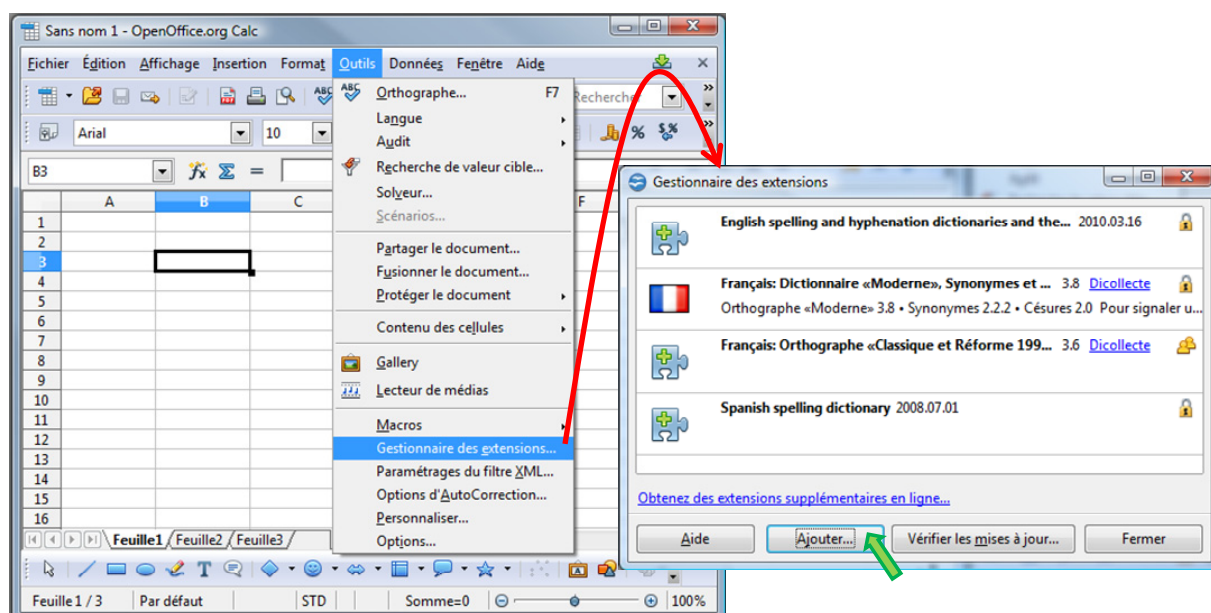 Sans nom 1 - OpenOffice.org Calc
Fichier Édition Affichage Insertion Format Outils Données Fenêtre Aide
ABC
Rechercher
Arial 10 % $%
B3 fx Σ =
A B C F
1
2
3
4
5
6
7
8
9
10
11
12
13
14
15
16
ABC Orthographe... F7
Langue
Audit
Recherche de valeur cible...
Solveur...
Scénarios...
Partager le document...
Fusionner le document...
Protéger le document
Contenu des cellules
Gallery
Lecteur de médias
Macros
Gestionnaire des extensions...
Paramétrages du filtre XML...
Options d'AutoCorrection...
Personnaliser...
Options...
Feuille1 Feuille2 Feuille3
T
Feuille 1 / 3 Par défaut STD Somme=0 100%
Gestionnaire des extensions
English spelling and hyphenation dictionaries and the... 2010.03.16
Français: Dictionnaire «Moderne», Synonymes et ... 3.8 Dicollecte
Orthographe «Moderne» 3.8 • Synonymes 2.2.2 • Césures 2.0 Pour signaler u...
Français: Orthographe «Classique et Réforme 199... 3.6 Dicollecte
Spanish spelling dictionary 2008.07.01
Obtenez des extensions supplémentaires en ligne...
Aide Ajouter... Vérifier les mises à jour... Fermer